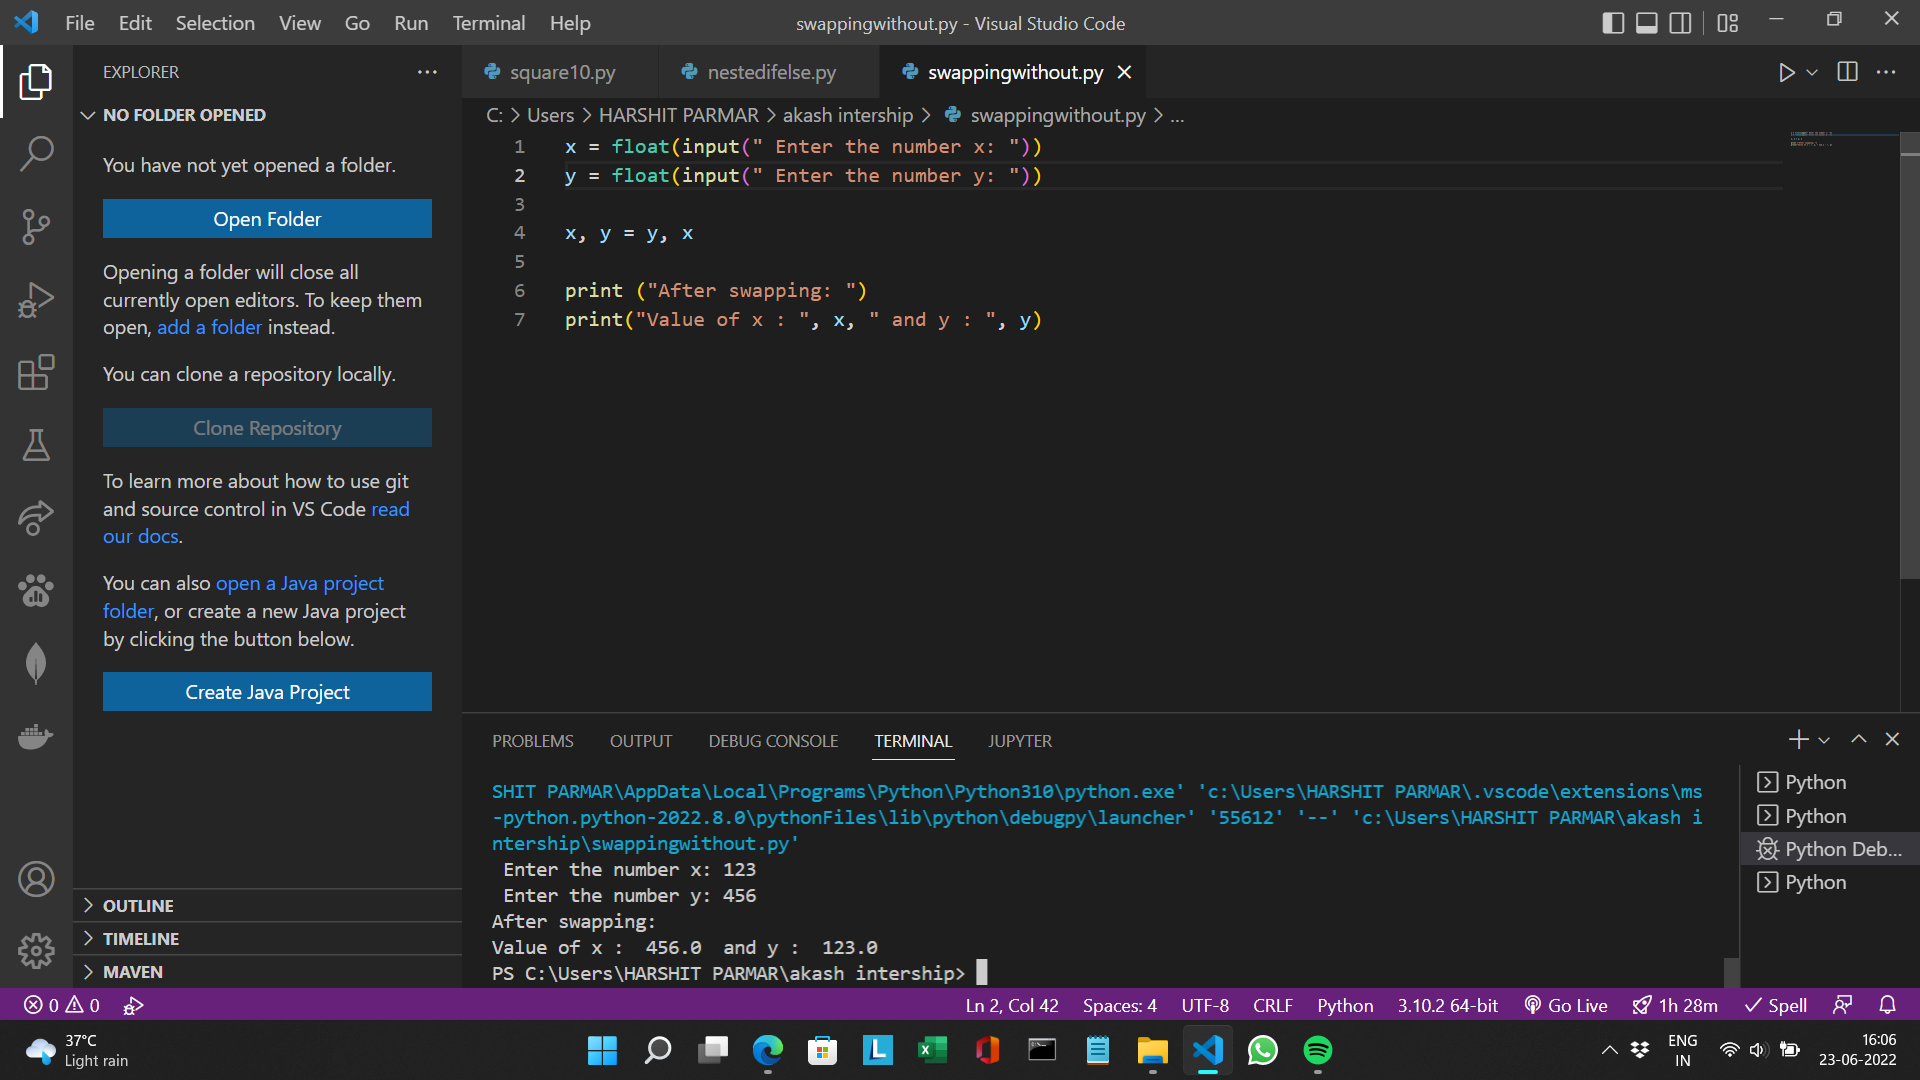 File Edit Selection View Go Run Terminal Help
swappingwithout.py - Visual Studio Code
EXPLORER
NO FOLDER OPENED
You have not yet opened a folder.
Open Folder
Opening a folder will close all
currently open editors. To keep them
open, add a folder instead.
You can clone a repository locally.
Clone Repository
To learn more about how to use git
and source control in VS Code read
our docs.
You can also open a Java project
folder, or create a new Java project
by clicking the button below.
Create Java Project
OUTLINE
TIMELINE
MAVEN
square10.py nestedifelse.py swappingwithout.py
C: > Users > HARSHIT PARMAR > akash intership > swappingwithout.py > ...
1 x = float(input(" Enter the number x: "))
2 y = float(input(" Enter the number y: "))
3
4 x, y = y, x
5
6 print ("After swapping: ")
7 print("Value of x : ", x, " and y : ", y)
PROBLEMS OUTPUT DEBUG CONSOLE TERMINAL JUPYTER
SHIT PARMAR\AppData\Local\Programs\Python\Python310\python.exe' 'c:\Users\HARSHIT PARMAR\.vscode\extensions\ms
-python.python-2022.8.0\pythonFiles\lib\python\debugpy\launcher' '55612' '--' 'c:\Users\HARSHIT PARMAR\akash i
ntership\swappingwithout.py'
Enter the number x: 123
Enter the number y: 456
After swapping:
Value of x :  456.0  and y :  123.0
PS C:\Users\HARSHIT PARMAR\akash intership>
Python
Python
Python Deb...
Python
0 0 Ln 2, Col 42 Spaces: 4 UTF-8 CRLF Python 3.10.2 64-bit Go Live 1h 28m Spell
37°C
Light rain
ENG
IN
16:06
23-06-2022